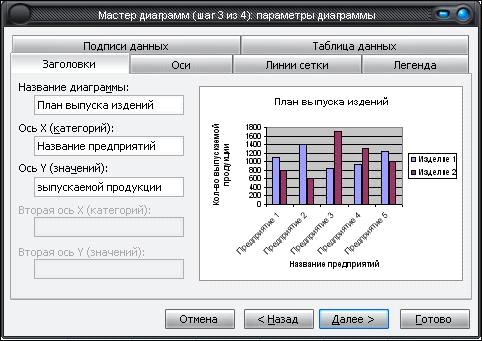 Мастер диаграмм (шаг 3 из 4): параметры диаграммы
Подписи данных
Таблица данных
Заголовки
Оси
Линии сетки
Легенда
Название диаграммы:
План выпуска изделий
Ось X (категорий):
Название предприятий
Ось Y (значений):
выпускаемой продукции
Вторая ось X (категорий):
Вторая ось Y (значений):
План выпуска изделий
Кол-во выпускаемой
продукции
1800
1600
1400
1200
1000
800
600
400
200
0
Предприятие 1
Предприятие 2
Предприятие 3
Предприятие 4
Предприятие 5
Название предприятий
Изделие 1
Изделие 2
Отмена
< Назад
Далее >
Готово